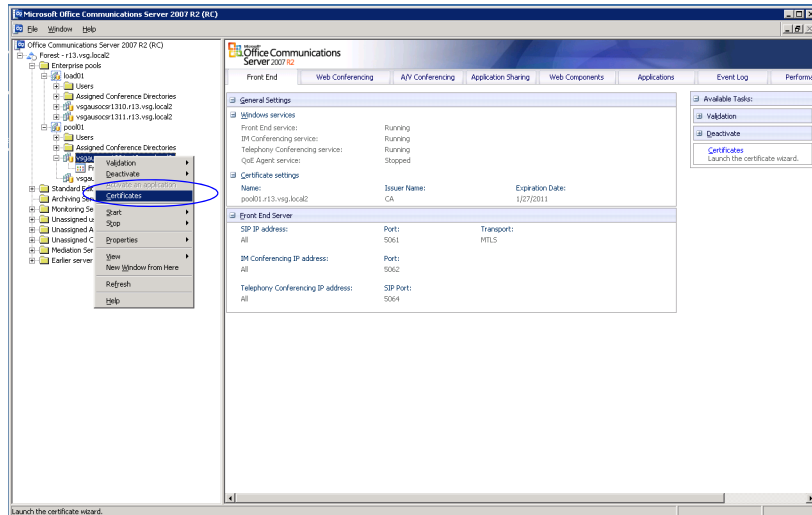 Microsoft Office Communications Server 2007 R2 (RC)
File Window Help
Office Communications Server 2007 R2 (RC)
Forest - r13.vsg.local2
Enterprise pools
load01
Users
Assigned Conference Directories
vsgausocsr1310.r13.vsg.local2
vsgausocsr1311.r13.vsg.local2
pool01
Users
Assigned Conference Directories
vsgau
Fr
vsgau
Standard Edit
Archiving Serv
Monitoring Se
Unassigned u
Unassigned A
Unassigned C
Mediation Ser
Earlier server
Validation
Deactivate
Activate an application
Certificates
Start
Stop
Properties
View
New Window from Here
Refresh
Help
Microsoft
Office Communications
Server 2007 R2
Front End Web Conferencing A/V Conferencing Application Sharing Web Components Applications Event Log Performa
General Settings
Windows services
Front End service: Running
IM Conferencing service: Running
Telephony Conferencing service: Running
QoE Agent service: Stopped
Certificate settings
Name: Issuer Name: Expiration Date:
pool01.r13.vsg.local2 CA 1/27/2011
Front End Server
SIP IP address: Port: Transport:
All 5061 MTLS
IM Conferencing IP address: Port:
All 5062
Telephony Conferencing IP address: SIP Port:
All 5064
Available Tasks:
Validation
Deactivate
Certificates
Launch the certificate wizard.
Launch the certificate wizard.